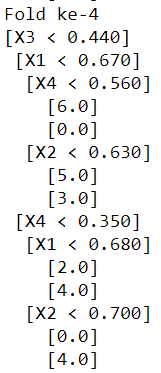 Fold ke-4
[X3 < 0.440]
 [X1 < 0.670]
  [X4 < 0.560]
    [6.0]
    [0.0]
  [X2 < 0.630]
    [5.0]
    [3.0]
 [X4 < 0.350]
  [X1 < 0.680]
    [2.0]
    [4.0]
  [X2 < 0.700]
    [0.0]
    [4.0]